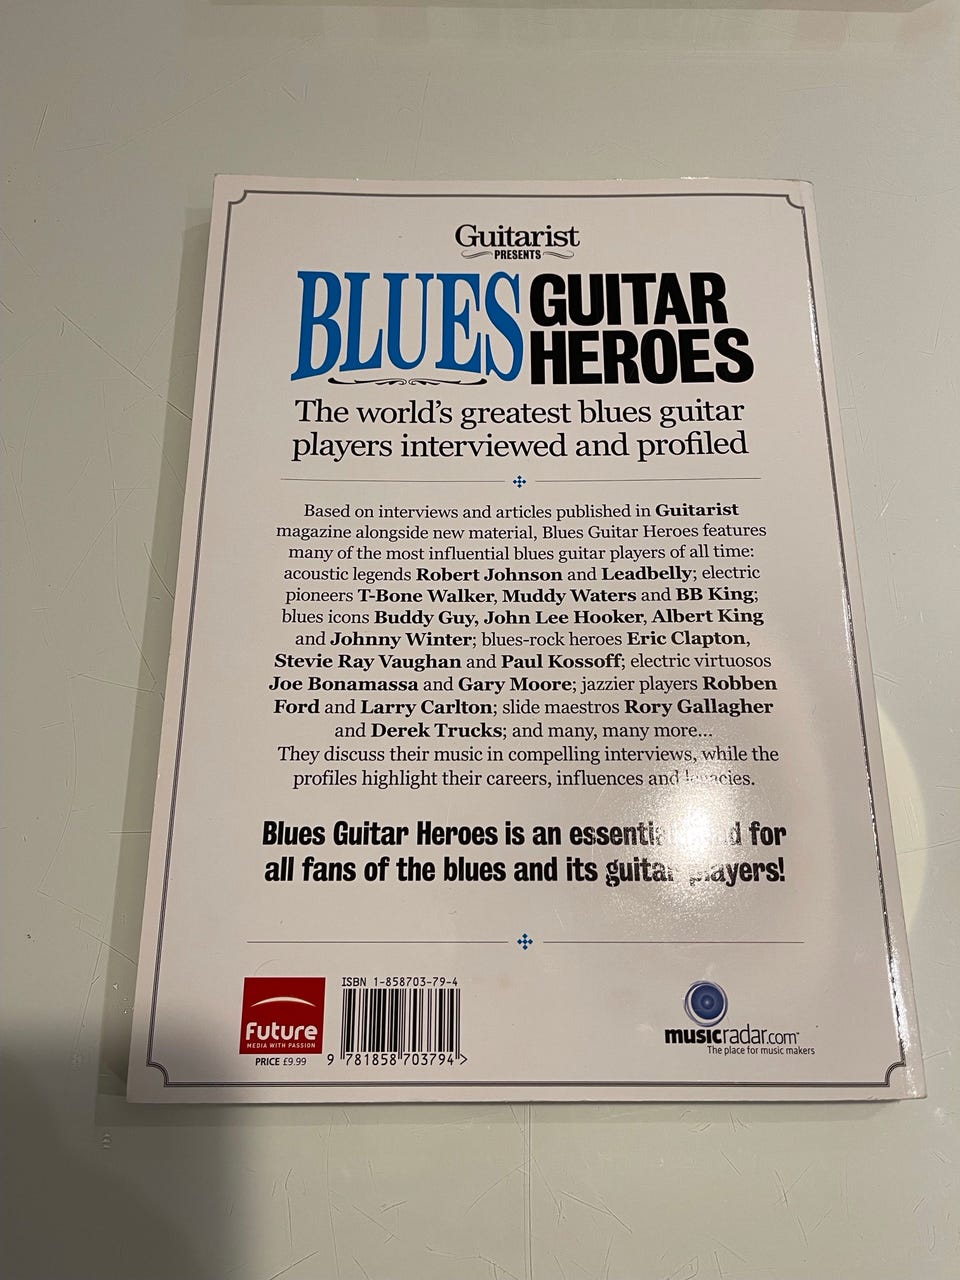 Guitarist
PRESENTS
BLUES GUITAR HEROES
The world's greatest blues guitar
players interviewed and profiled
Based on interviews and articles published in Guitarist
magazine alongside new material, Blues Guitar Heroes features
many of the most influential blues guitar players of all time:
acoustic legends Robert Johnson and Leadbelly; electric
pioneers T-Bone Walker, Muddy Waters and BB King;
blues icons Buddy Guy, John Lee Hooker, Albert King
and Johnny Winter; blues-rock heroes Eric Clapton,
Stevie Ray Vaughan and Paul Kossoff; electric virtuosos
Joe Bonamassa and Gary Moore; jazzier players Robben
Ford and Larry Carlton; slide maestros Rory Gallagher
and Derek Trucks; and many, many more...
They discuss their music in compelling interviews, while the
profiles highlight their careers, influences and legacies.
Blues Guitar Heroes is an essential for
all fans of the blues and its guitar players!
Future
MEDIA WITH PASSION
PRICE £9.99
ISBN 1-858703-79-4
9 781858 703794 >
musicradar.com™
The place for music makers